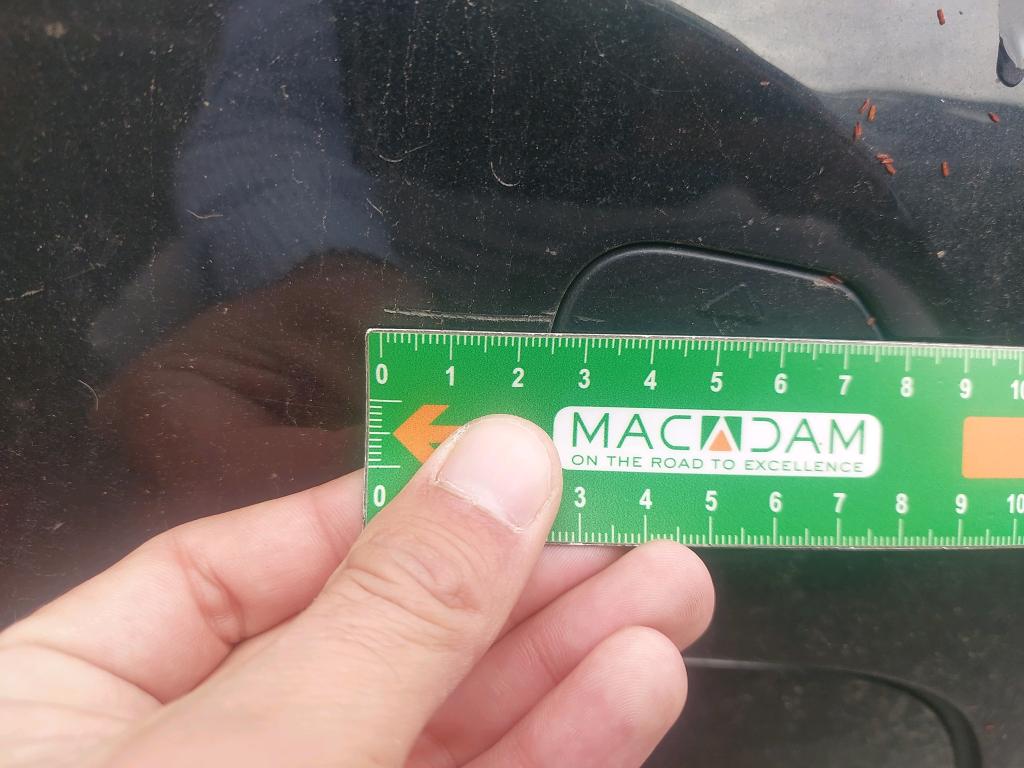 0 1 2 3 4 5 6 7 8 9 10
MACADAM
ON THE ROAD TO EXCELLENCE
0 3 4 5 6 7 8 9 10